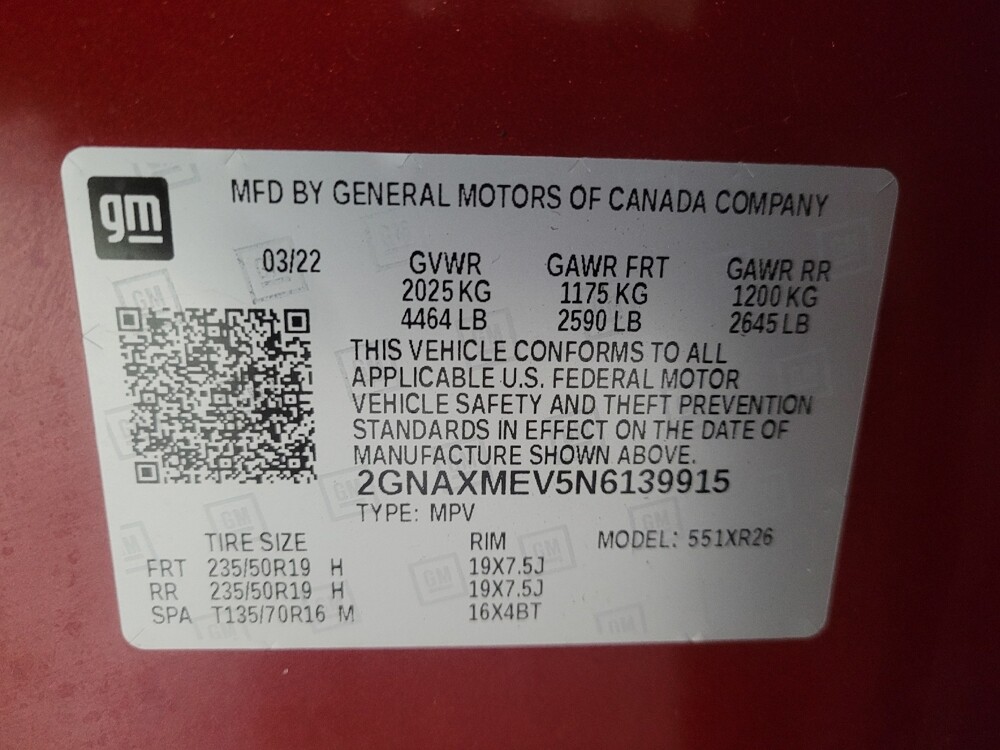 gm
MFD BY GENERAL MOTORS OF CANADA COMPANY
03/22 GVWR GAWR FRT GAWR RR
2025 KG 1175 KG 1200 KG
4464 LB 2590 LB 2645 LB
THIS VEHICLE CONFORMS TO ALL
APPLICABLE U.S. FEDERAL MOTOR
VEHICLE SAFETY AND THEFT PREVENTION
STANDARDS IN EFFECT ON THE DATE OF
MANUFACTURE SHOWN ABOVE.
2GNAXMEV5N6139915
TYPE: MPV
TIRE SIZE RIM MODEL: 551XR26
FRT 235/50R19 H 19X7.5J
RR 235/50R19 H 19X7.5J
SPA T135/70R16 M 16X4BT